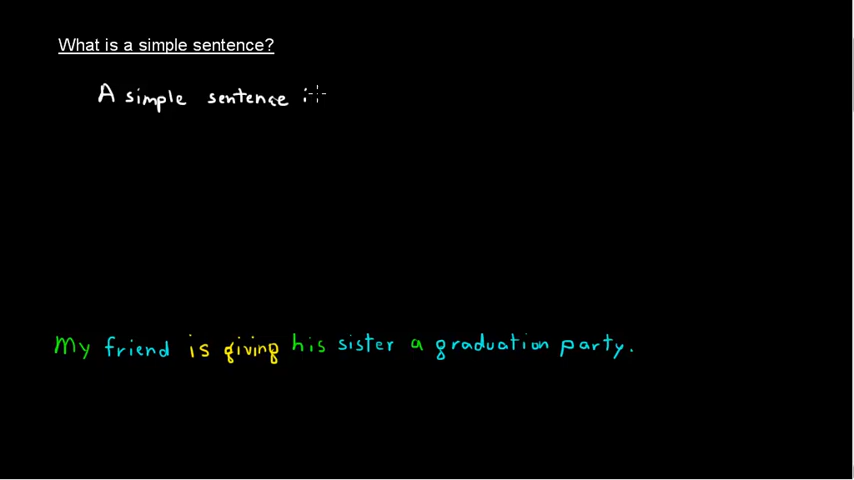 What is a simple sentence?
A simple sentence i
My friend is giving his sister a graduation party.